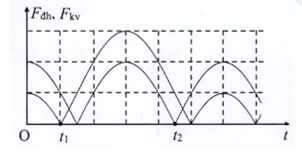 F_dh, F_kv
O t_1 t_2 t